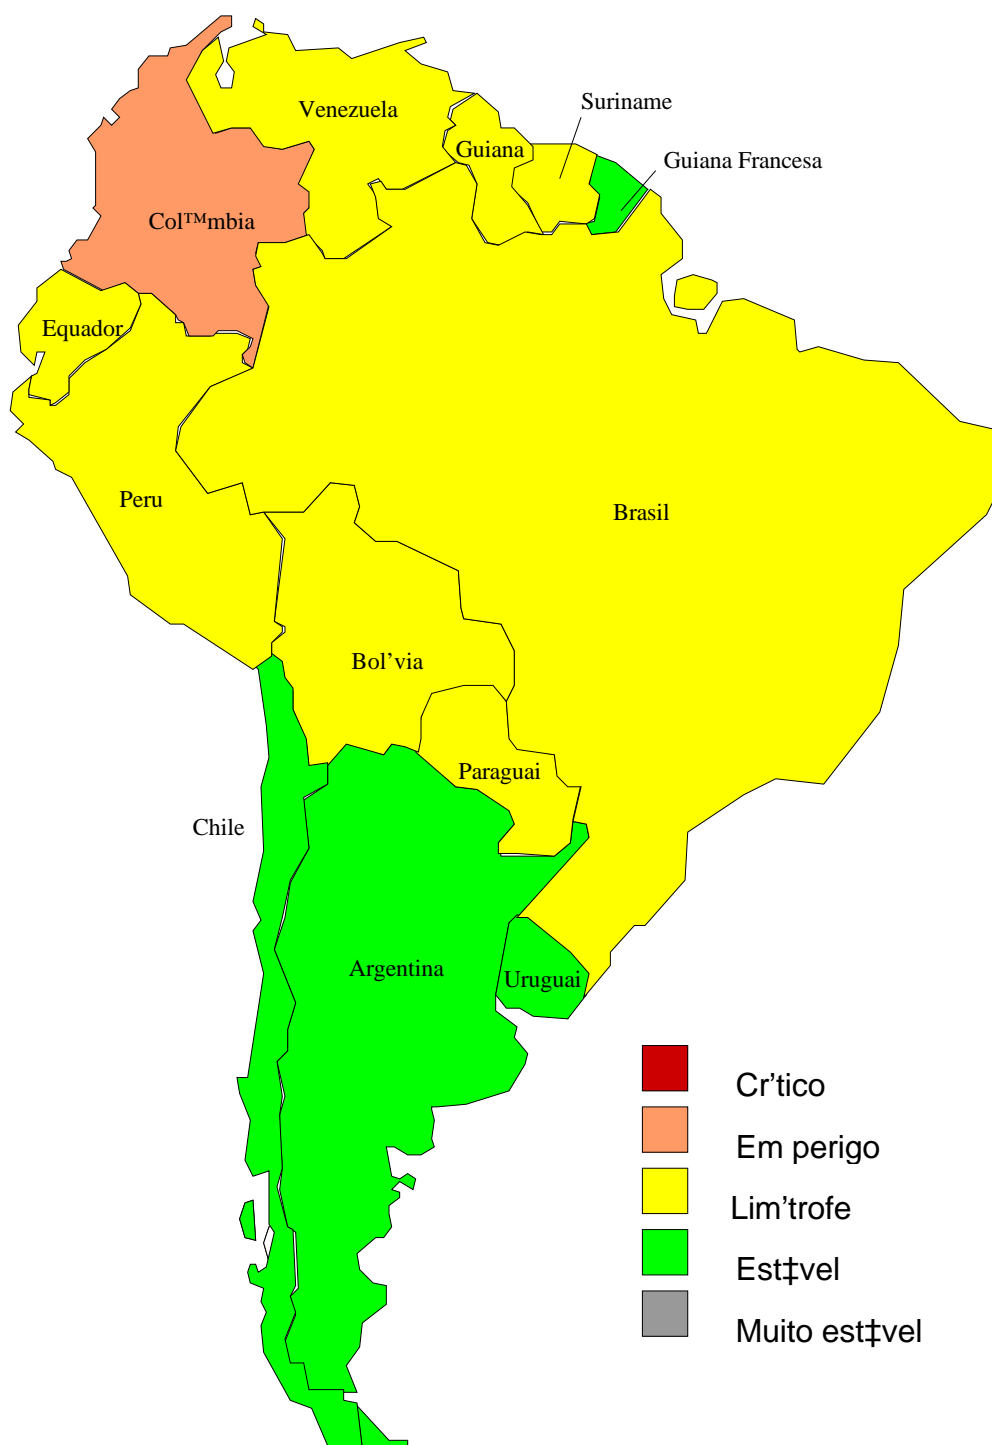 Suriname
Venezuela
Guiana
Guiana Francesa
Col™mbia
Equador
Peru
Brasil
Bol’via
Paraguai
Chile
Argentina
Uruguai
Cr’tico
Em perigo
Lim’trofe
Est‡vel
Muito est‡vel